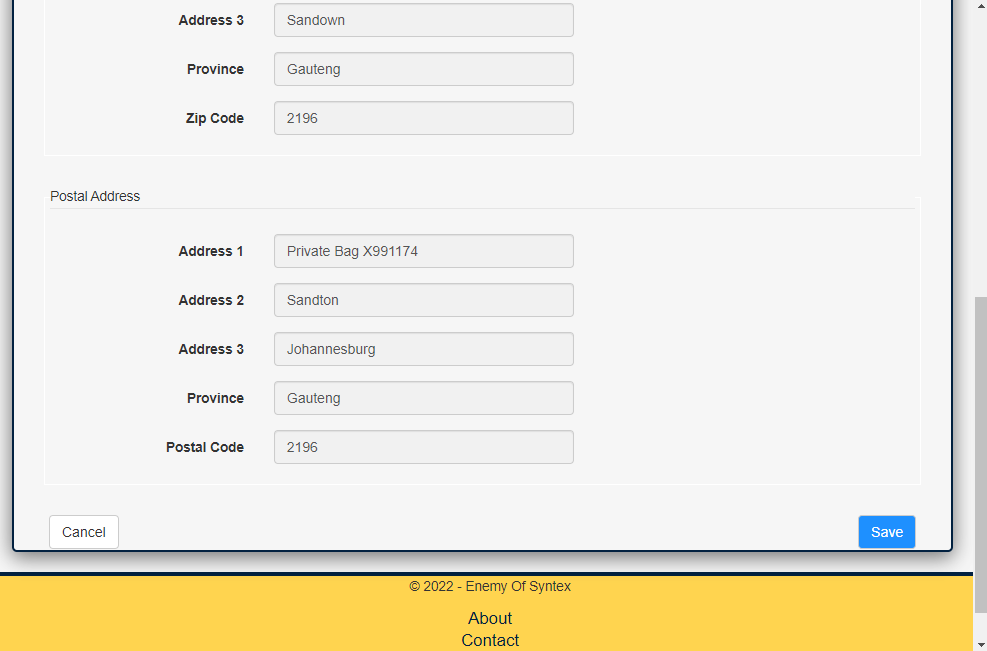 Address 3 Sandown
Province Gauteng
Zip Code 2196
Postal Address
Address 1 Private Bag X991174
Address 2 Sandton
Address 3 Johannesburg
Province Gauteng
Postal Code 2196
Cancel Save
© 2022 - Enemy Of Syntex
About
Contact